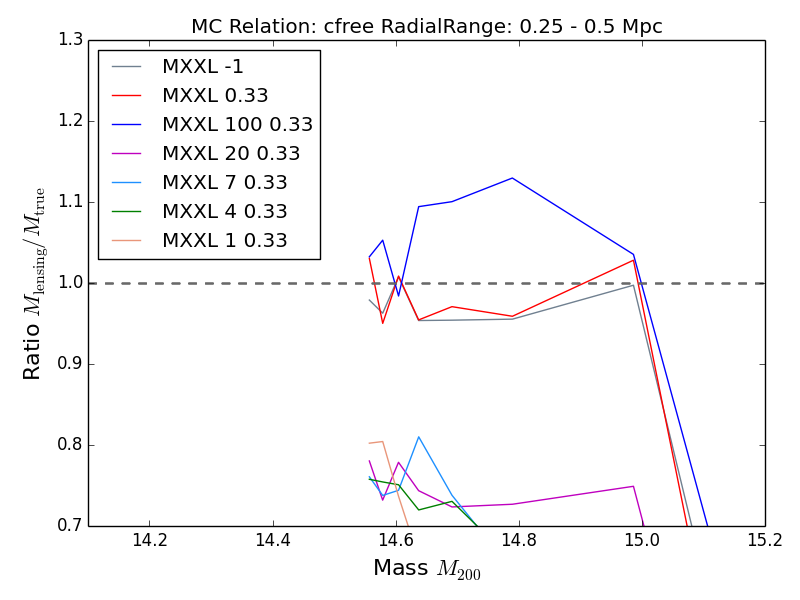 MC Relation: cfree RadialRange: 0.25 - 0.5 Mpc
1.3
1.2
1.1
1.0
0.9
0.8
0.7
Ratio M_lensing/M_true
MXXL -1
MXXL 0.33
MXXL 100 0.33
MXXL 20 0.33
MXXL 7 0.33
MXXL 4 0.33
MXXL 1 0.33
14.2 14.4 14.6 14.8 15.0 15.2
Mass M_200